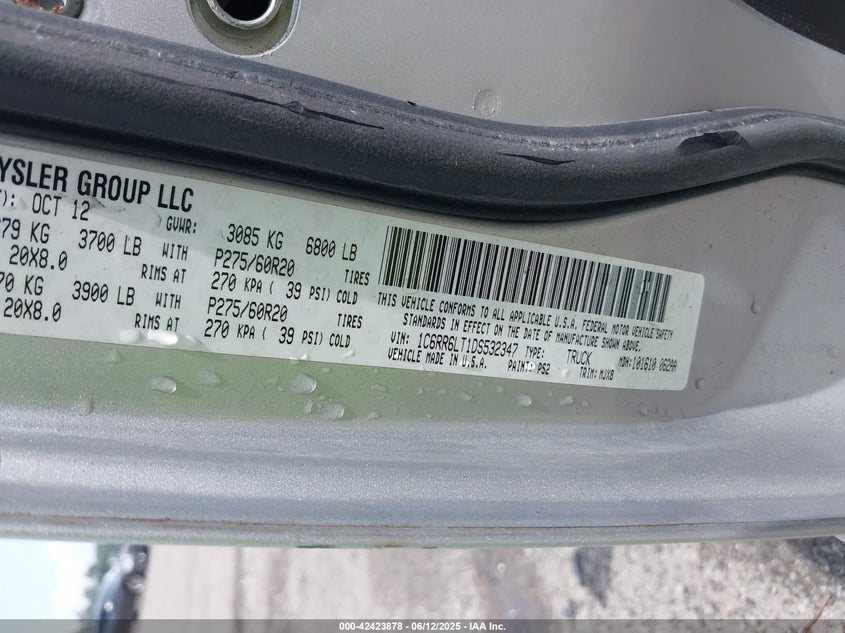 YSLER GROUP LLC
): OCT 12 GVWR: 3085 KG 6800 LB
79 KG 3700 LB WITH P275/60R20 TIRES
20X8.0 RIMS AT 270 KPA ( 39 PSI) COLD
70 KG 3900 LB WITH P275/60R20 TIRES
20X8.0 RIMS AT 270 KPA ( 39 PSI) COLD
THIS VEHICLE CONFORMS TO ALL APPLICABLE U.S.A. FEDERAL MOTOR VEHICLE SAFETY
STANDARDS IN EFFECT ON THE DATE OF MANUFACTURE SHOWN ABOVE.
VIN: 1C6RR6LT1DS532347 TYPE: TRUCK MDH:101610 062AA
VEHICLE MADE IN U.S.A. PAINT: PS2 TRIM: MJX8
000-42423878 - 06/12/2025 - IAA Inc.